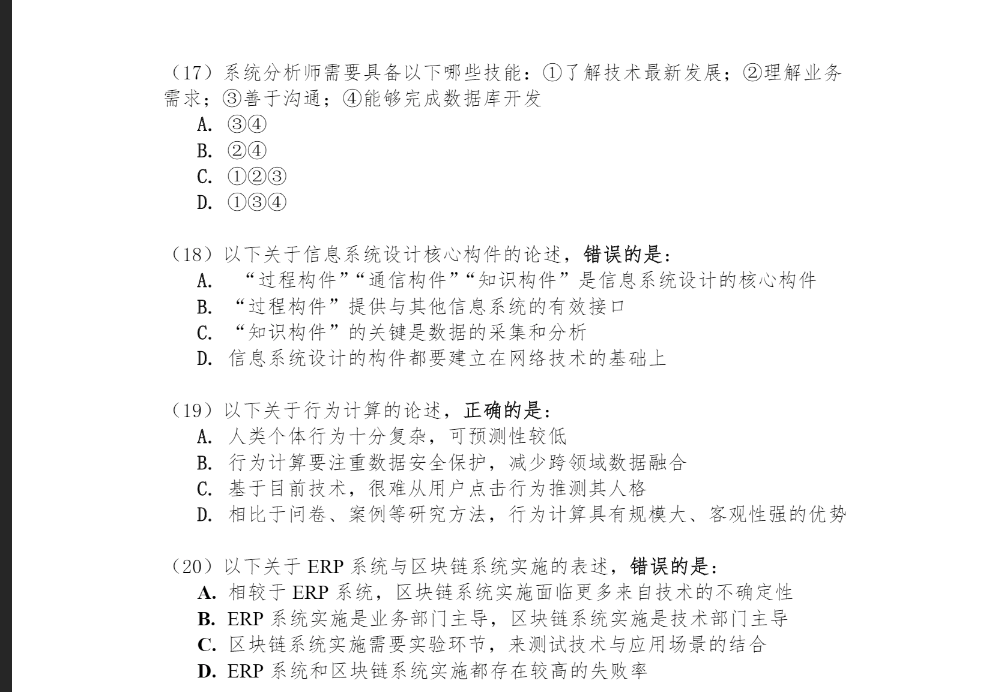 （17）系统分析师需要具备以下哪些技能：①了解技术最新发展；②理解业务
需求；③善于沟通；④能够完成数据库开发
A. ③④
B. ②④
C. ①②③
D. ①③④
（18）以下关于信息系统设计核心构件的论述，错误的是：
A. “过程构件”“通信构件”“知识构件”是信息系统设计的核心构件
B. “过程构件”提供与其他信息系统的有效接口
C. “知识构件”的关键是数据的采集和分析
D. 信息系统设计的构件都要建立在网络技术的基础上
（19）以下关于行为计算的论述，正确的是：
A. 人类个体行为十分复杂，可预测性较低
B. 行为计算要注重数据安全保护，减少跨领域数据融合
C. 基于目前技术，很难从用户点击行为推测其人格
D. 相比于问卷、案例等研究方法，行为计算具有规模大、客观性强的优势
（20）以下关于 ERP 系统与区块链系统实施的表述，错误的是：
A. 相较于 ERP 系统，区块链系统实施面临更多来自技术的不确定性
B. ERP 系统实施是业务部门主导，区块链系统实施是技术部门主导
C. 区块链系统实施需要实验环节，来测试技术与应用场景的结合
D. ERP 系统和区块链系统实施都存在较高的失败率